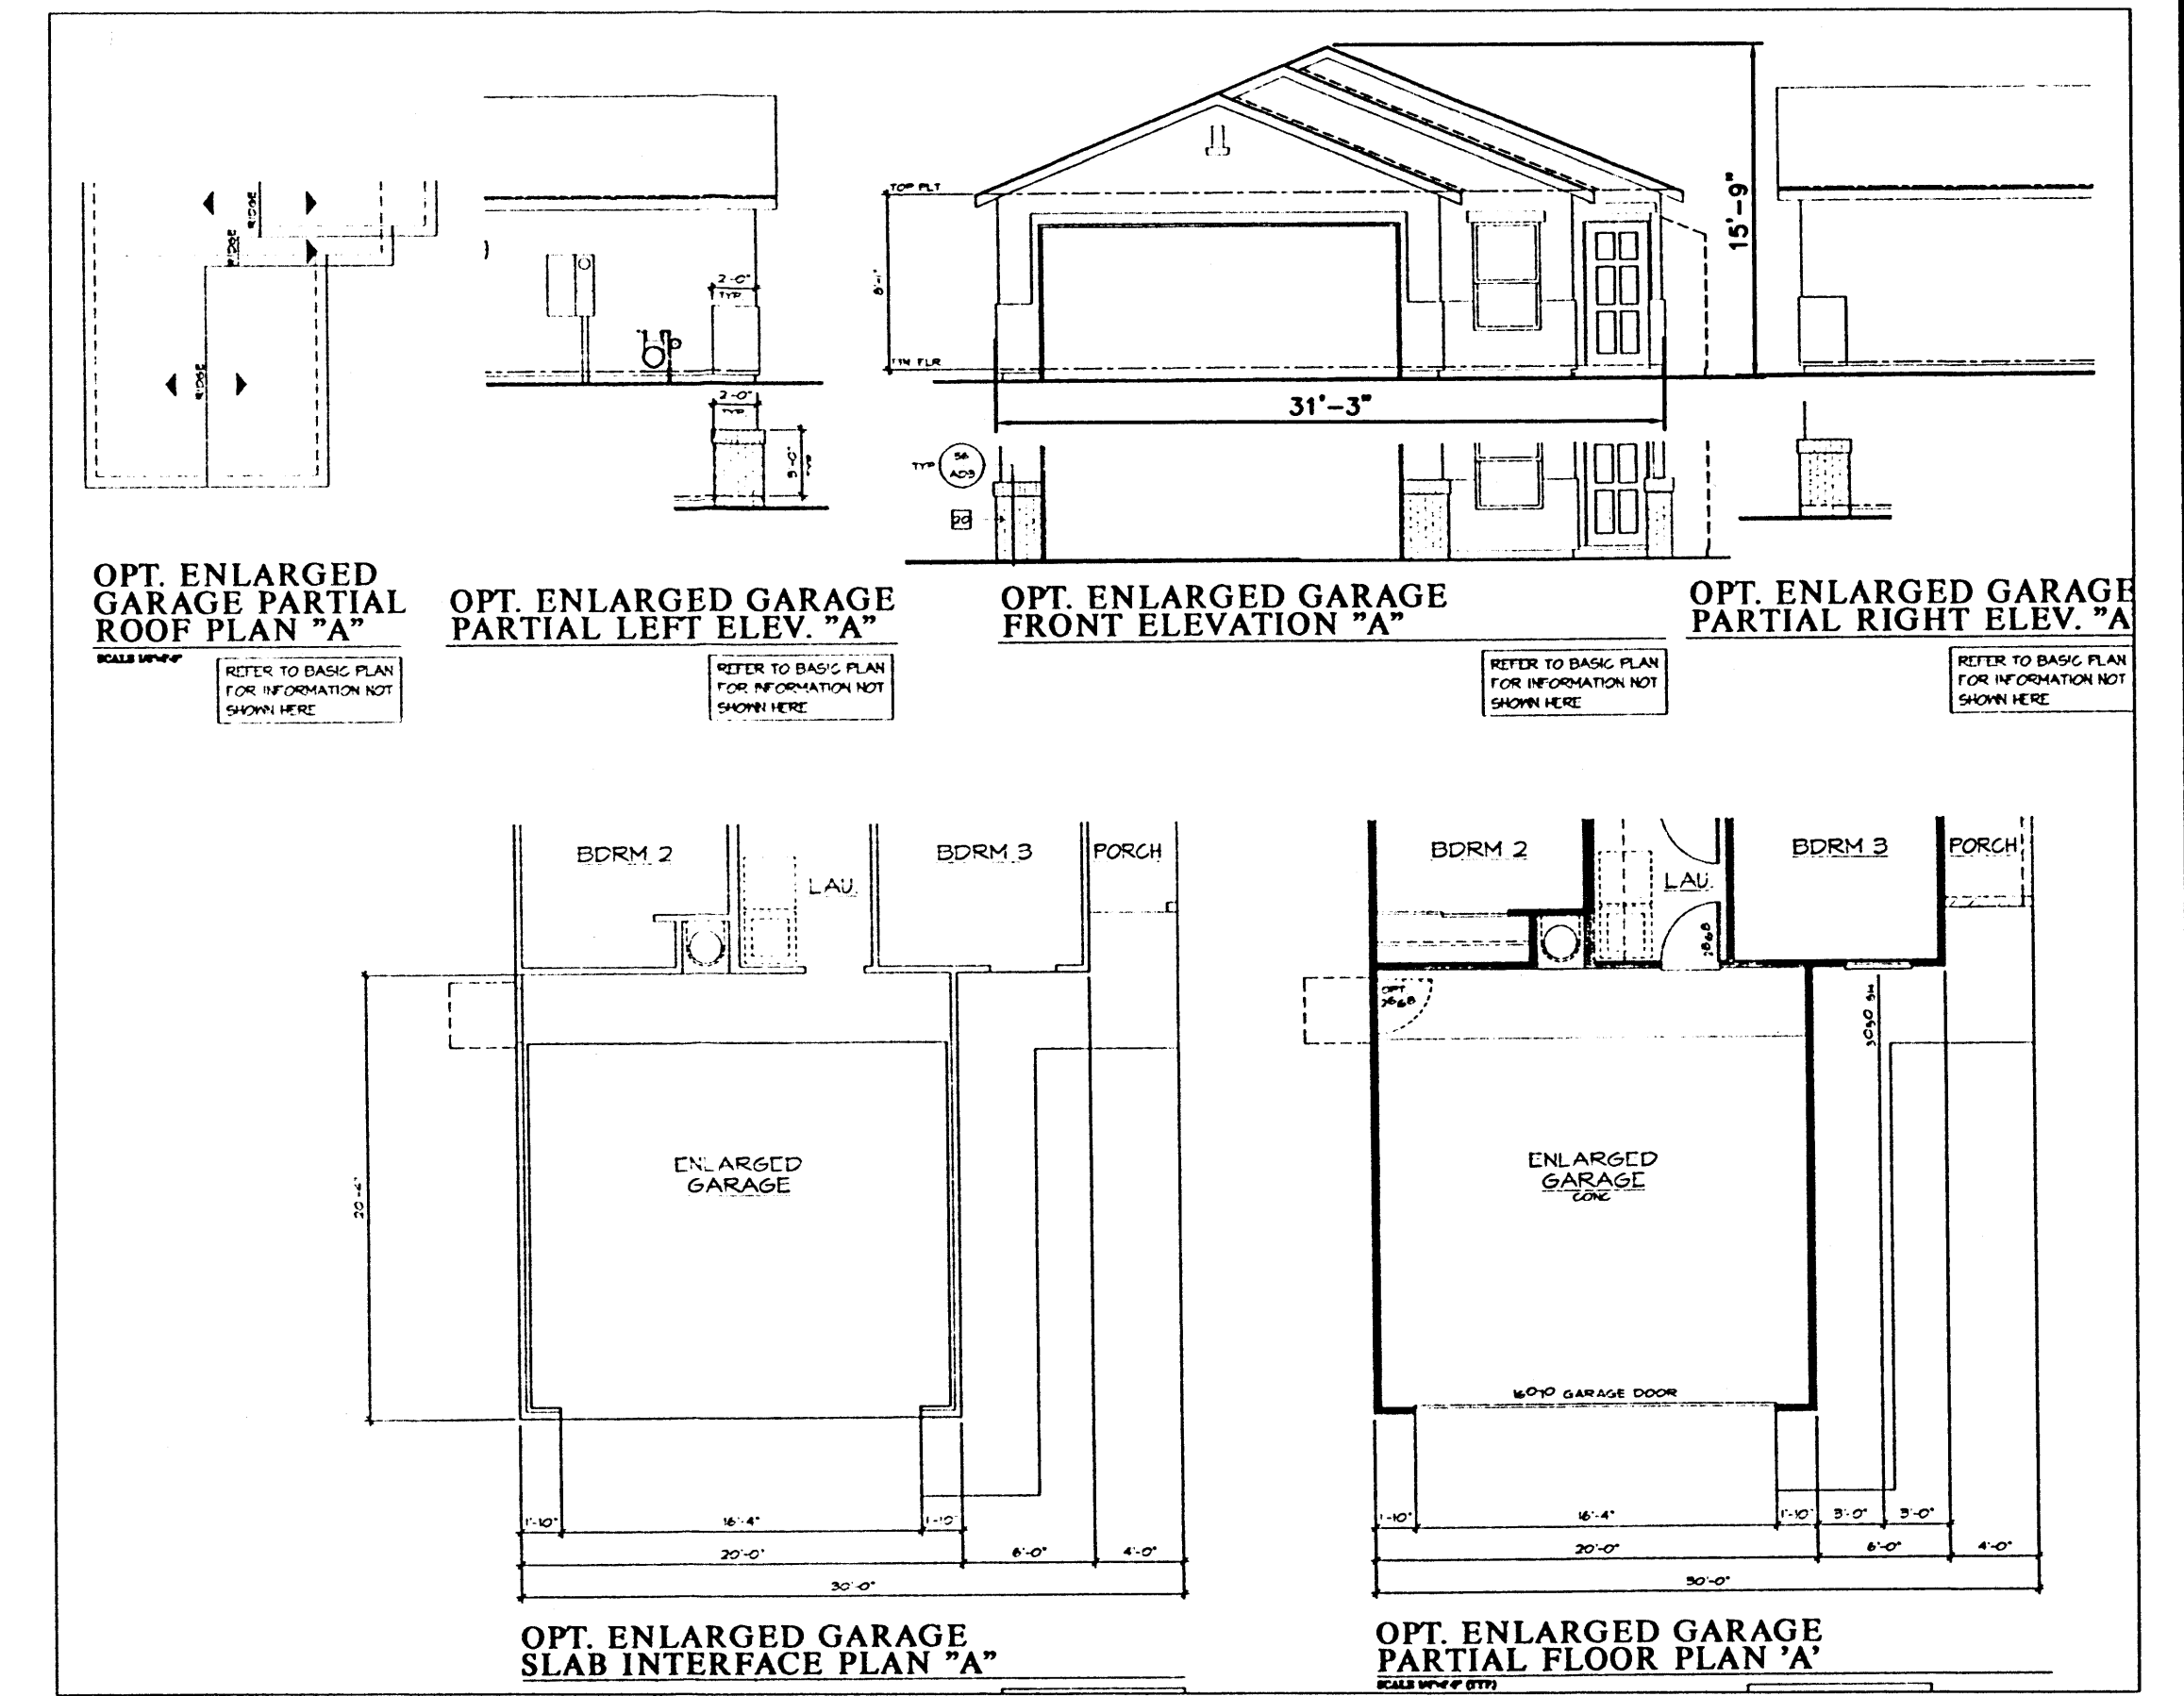 RIDGE
RIDGE
RIDGE
2'-0"
TYP.
2'-0"
TYP.
TOP PLT
8'-1"
15'-9"
31'-3"
TYP
AD3
20
OPT. ENLARGED
GARAGE PARTIAL
ROOF PLAN "A"
REFER TO BASIC PLAN
FOR INFORMATION NOT
SHOWN HERE
OPT. ENLARGED GARAGE
PARTIAL LEFT ELEV. "A"
REFER TO BASIC PLAN
FOR INFORMATION NOT
SHOWN HERE
OPT. ENLARGED GARAGE
FRONT ELEVATION "A"
REFER TO BASIC PLAN
FOR INFORMATION NOT
SHOWN HERE
OPT. ENLARGED GARAGE
PARTIAL RIGHT ELEV. "A
REFER TO BASIC PLAN
FOR INFORMATION NOT
SHOWN HERE
BDRM 2
LAU.
BDRM 3
PORCH
20'-4"
ENLARGED
GARAGE
1'-10"
16'-4"
1'-10"
20'-0"
6'-0"
4'-0"
30'-0"
OPT. ENLARGED GARAGE
SLAB INTERFACE PLAN "A"
BDRM 2
LAU.
BDRM 3
PORCH
2868
OPT
2668
3050 SH
ENLARGED
GARAGE
CONC
16070 GARAGE DOOR
1'-10"
16'-4"
1'-10"
3'-0"
3'-0"
20'-0"
6'-0"
4'-0"
30'-0"
OPT. ENLARGED GARAGE
PARTIAL FLOOR PLAN 'A'